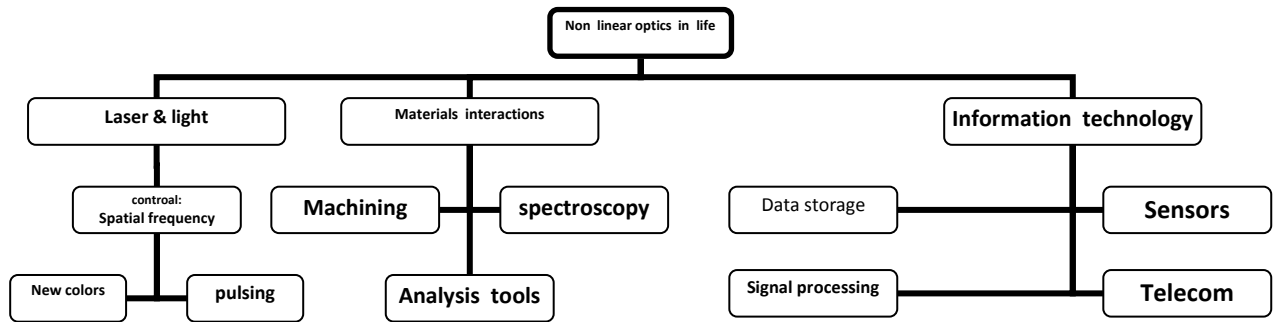 Non linear optics in life
Laser & light
Materials interactions
Information technology
controal:
Spatial frequency
Machining
spectroscopy
Data storage
Sensors
New colors
pulsing
Analysis tools
Signal processing
Telecom